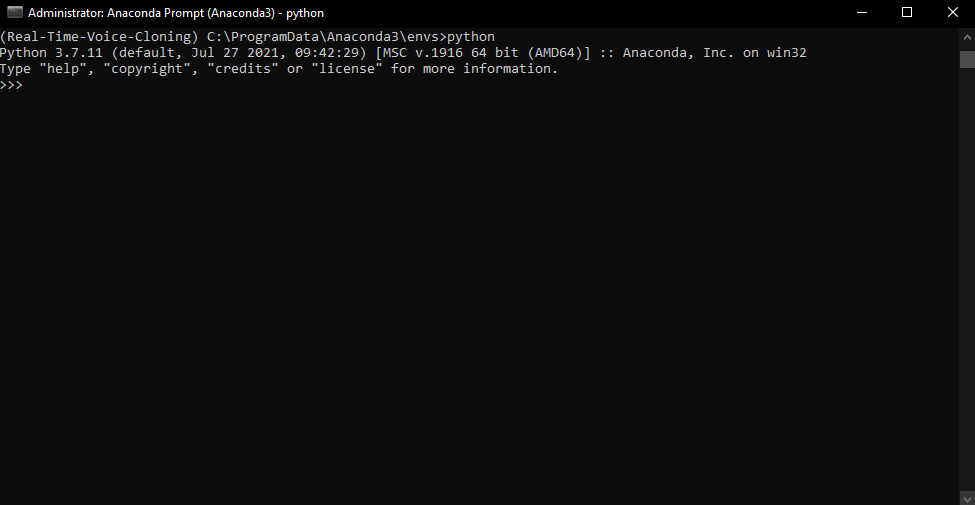 Administrator: Anaconda Prompt (Anaconda3) - python
(Real-Time-Voice-Cloning) C:\ProgramData\Anaconda3\envs>python
Python 3.7.11 (default, Jul 27 2021, 09:42:29) [MSC v.1916 64 bit (AMD64)] :: Anaconda, Inc. on win32
Type "help", "copyright", "credits" or "license" for more information.
>>>